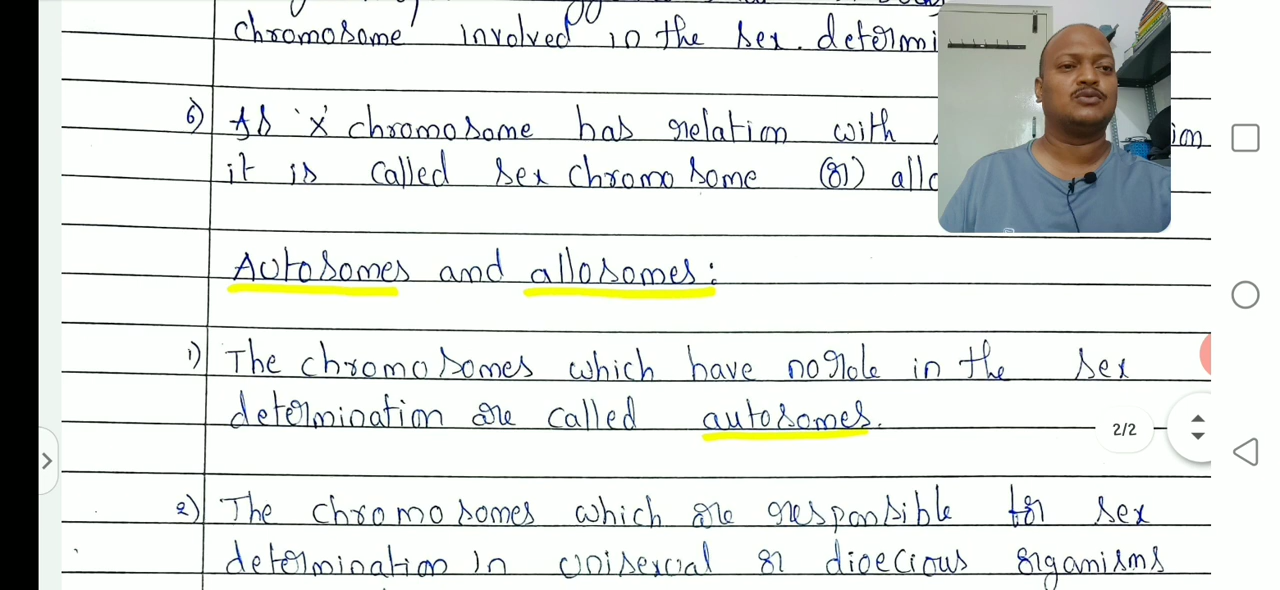 chromosome involved in the sex determi
6) As 'X' chromosome has relation with
it is called sex chromosome (or) allo
Autosomes and allosomes:
1) The chromosomes which have no role in the sex
determination are called autosomes.
2/2
2) The chromosomes which are responsible for sex
determination in unisexual or dioecious organisms